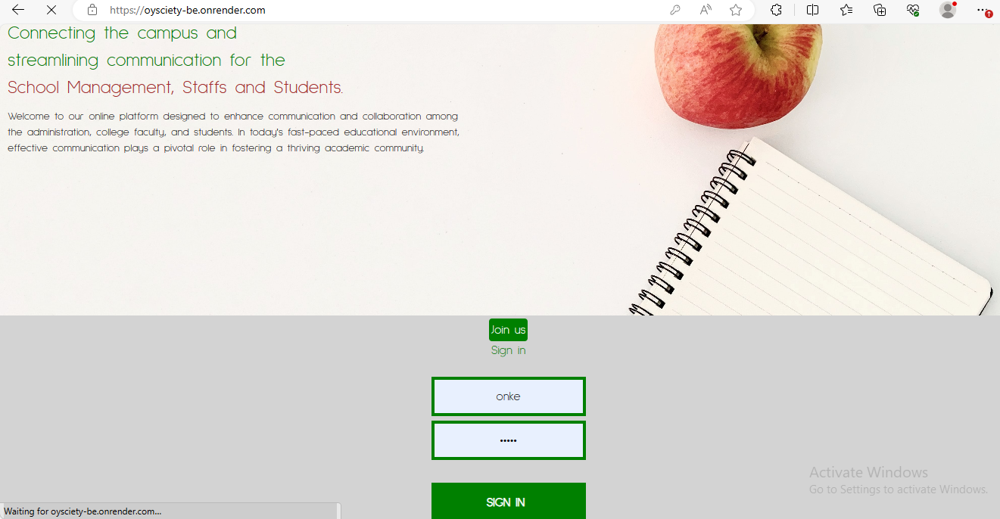 https://oysciety-be.onrender.com
Connecting the campus and
streamlining communication for the
School Management, Staffs and Students.
Welcome to our online platform designed to enhance communication and collaboration among
the administration, college faculty, and students. In today's fast-paced educational environment,
effective communication plays a pivotal role in fostering a thriving academic community.
Join us
Sign in
onke
•••••
SIGN IN
Activate Windows
Go to Settings to activate Windows.
Waiting for oysciety-be.onrender.com...